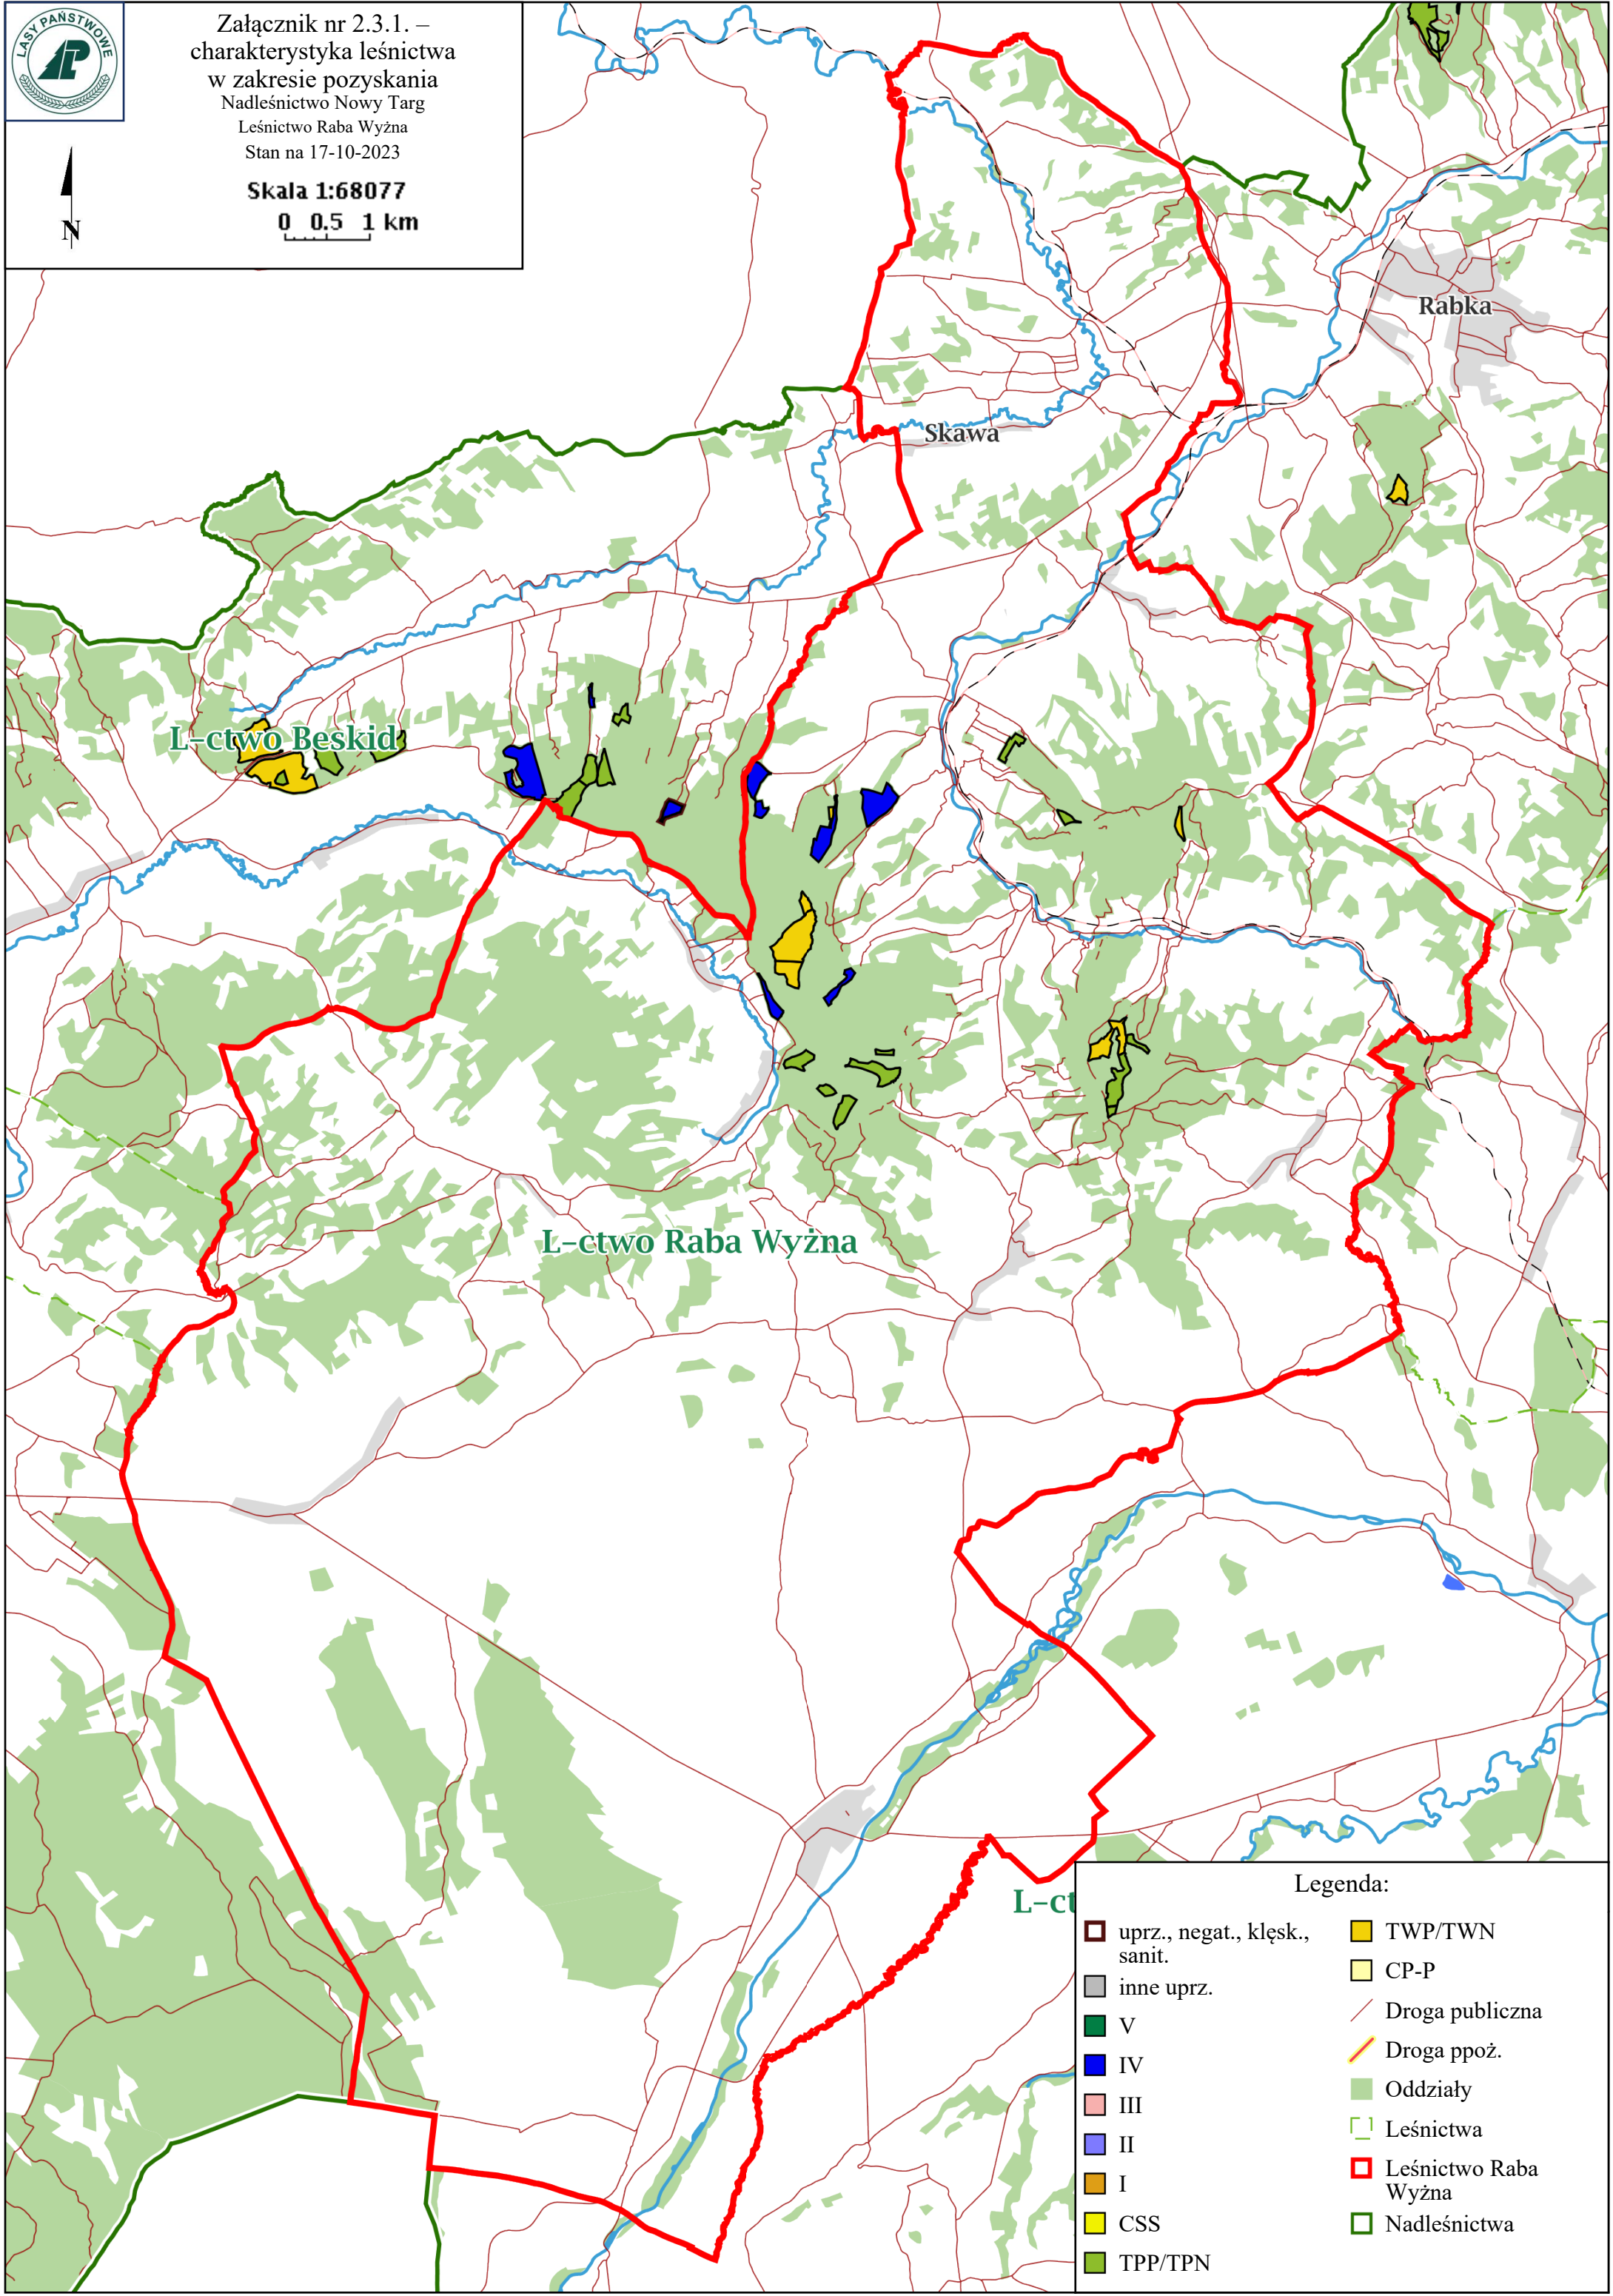 LASY PAŃSTWOWE
Załącznik nr 2.3.1. –
charakterystyka leśnictwa
w zakresie pozyskania
Nadleśnictwo Nowy Targ
Leśnictwo Raba Wyżna
Stan na 17-10-2023
Skala 1:68077
0 0.5 1 km
N
Rabka
Skawa
L-ctwo Beskid
L-ctwo Raba Wyżna
L-ct
Legenda:
uprz., negat., klęsk.,
sanit.
inne uprz.
V
IV
III
II
I
CSS
TPP/TPN
TWP/TWN
CP-P
Droga publiczna
Droga ppoż.
Oddziały
Leśnictwa
Leśnictwo Raba
Wyżna
Nadleśnictwa